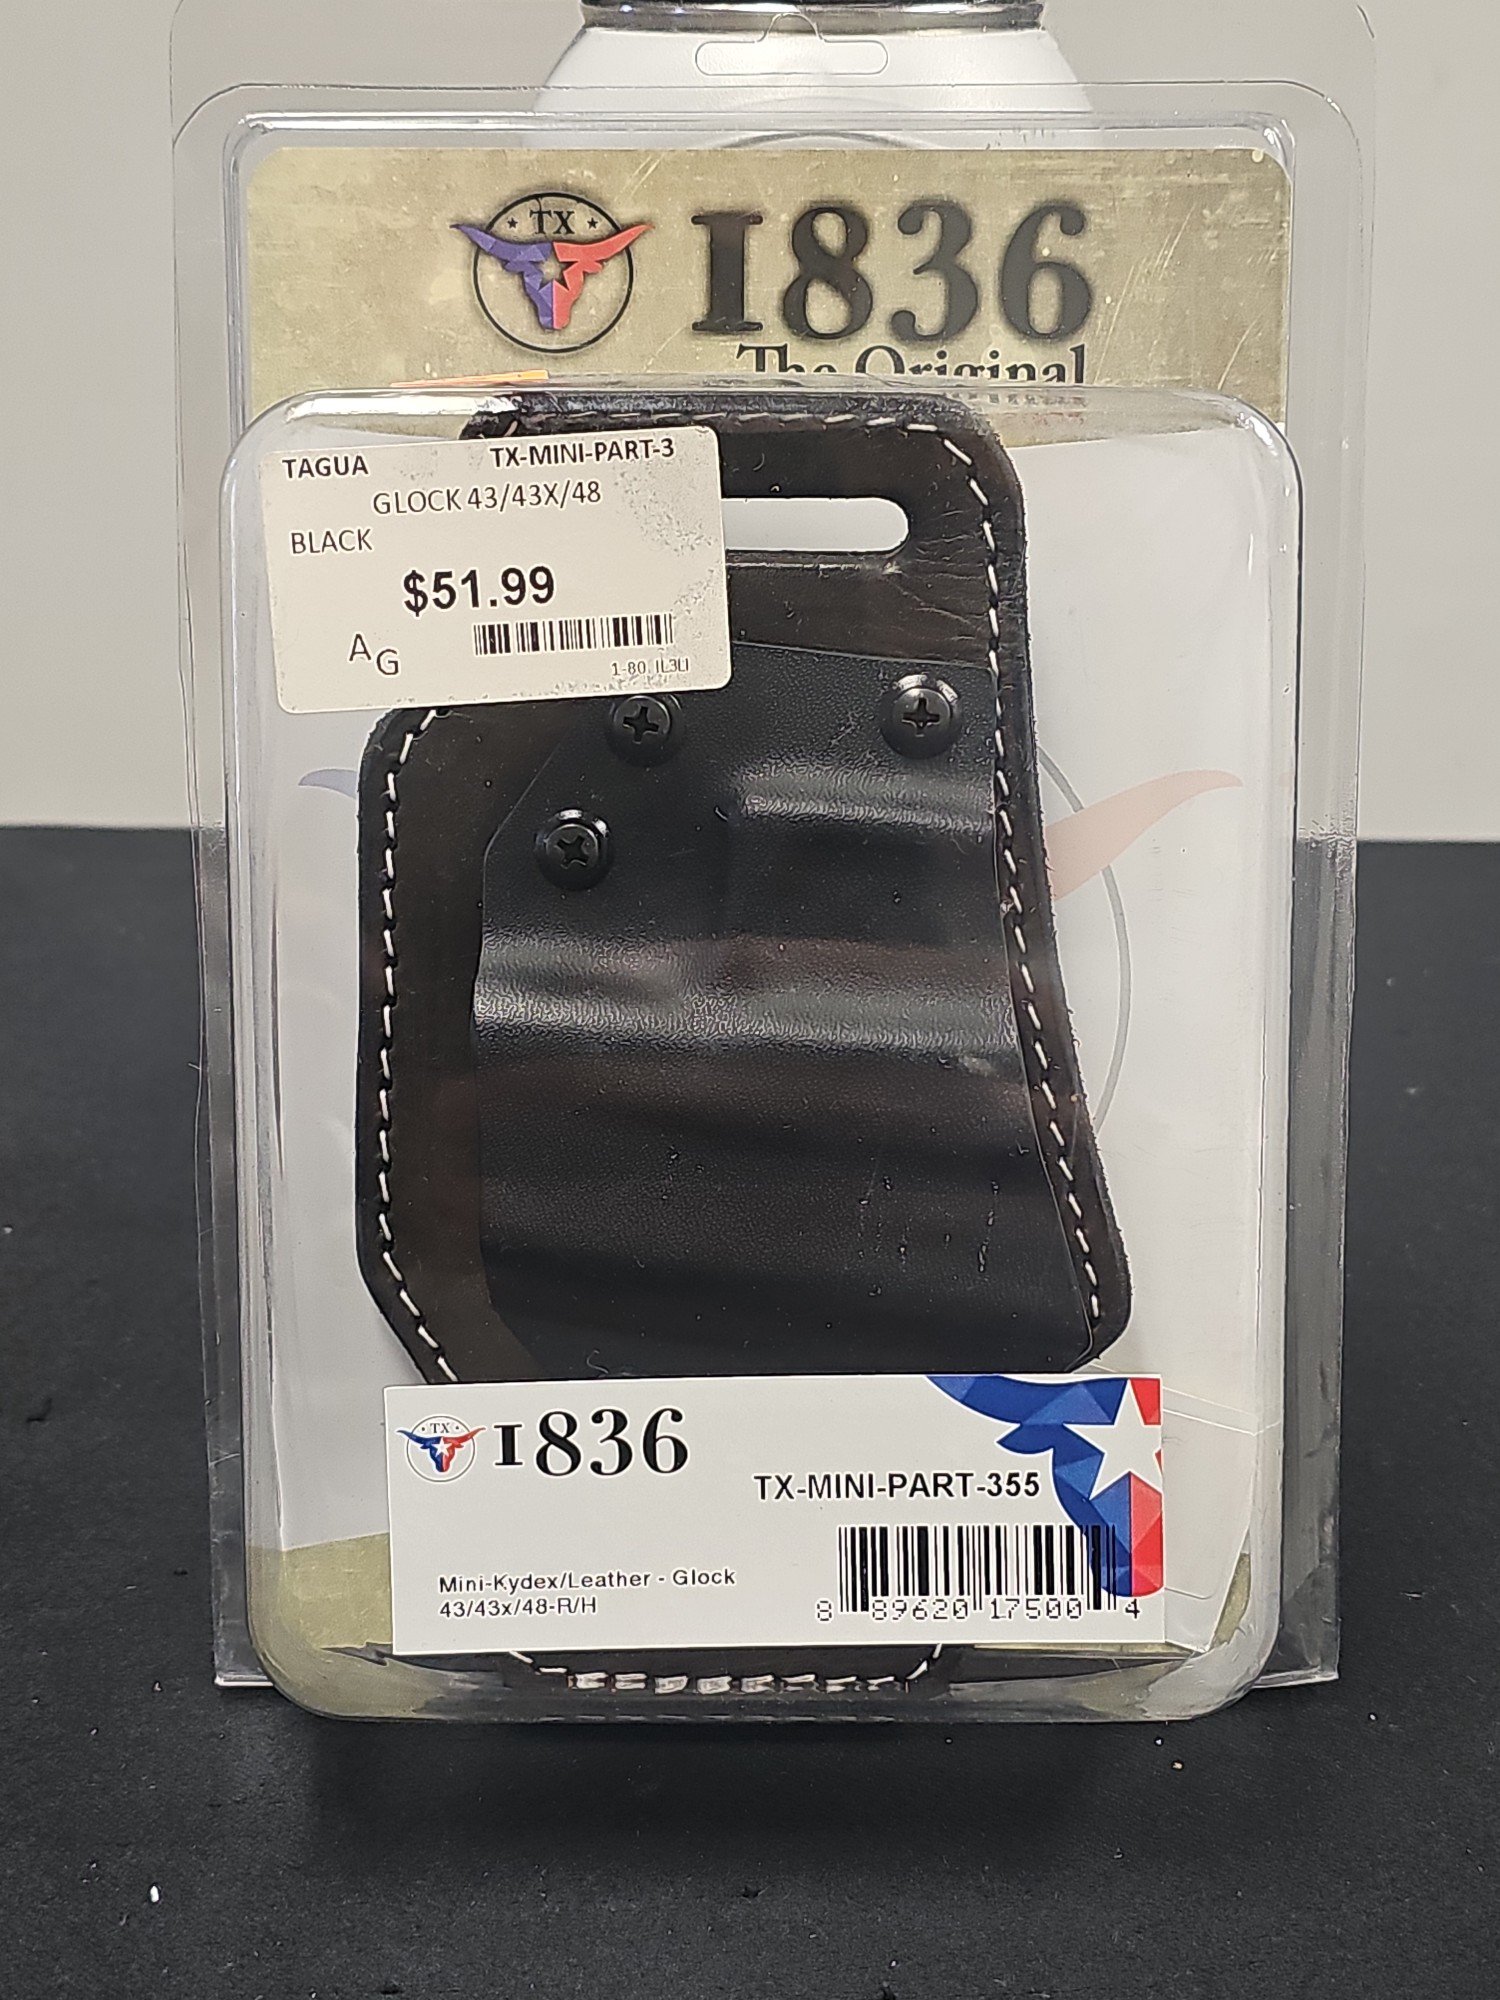 TX
1836
The Original
TAGUA TX-MINI-PART-3
GLOCK 43/43X/48
BLACK
$51.99
AG
TX 1836
TX-MINI-PART-355
Mini-Kydex/Leather - Glock
43/43x/48-R/H
8 89620 17500 4